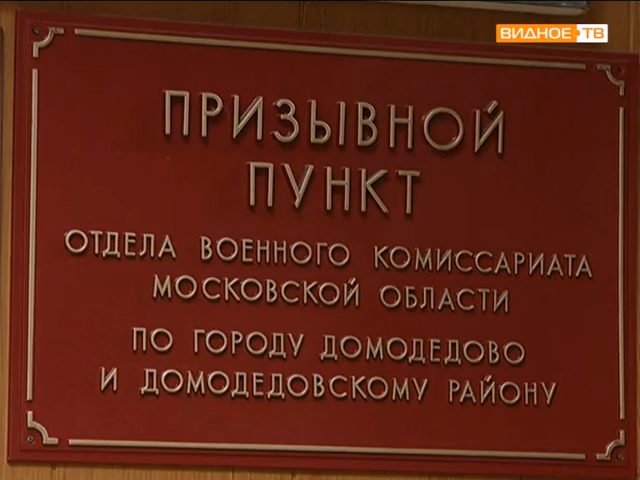 ВИДНОЕ ТВ
ПРИЗЫВНОЙ
ПУНКТ
ОТДЕЛА ВОЕННОГО КОМИССАРИАТА
МОСКОВСКОЙ ОБЛАСТИ
ПО ГОРОДУ ДОМОДЕДОВО
И ДОМОДЕДОВСКОМУ РАЙОНУ